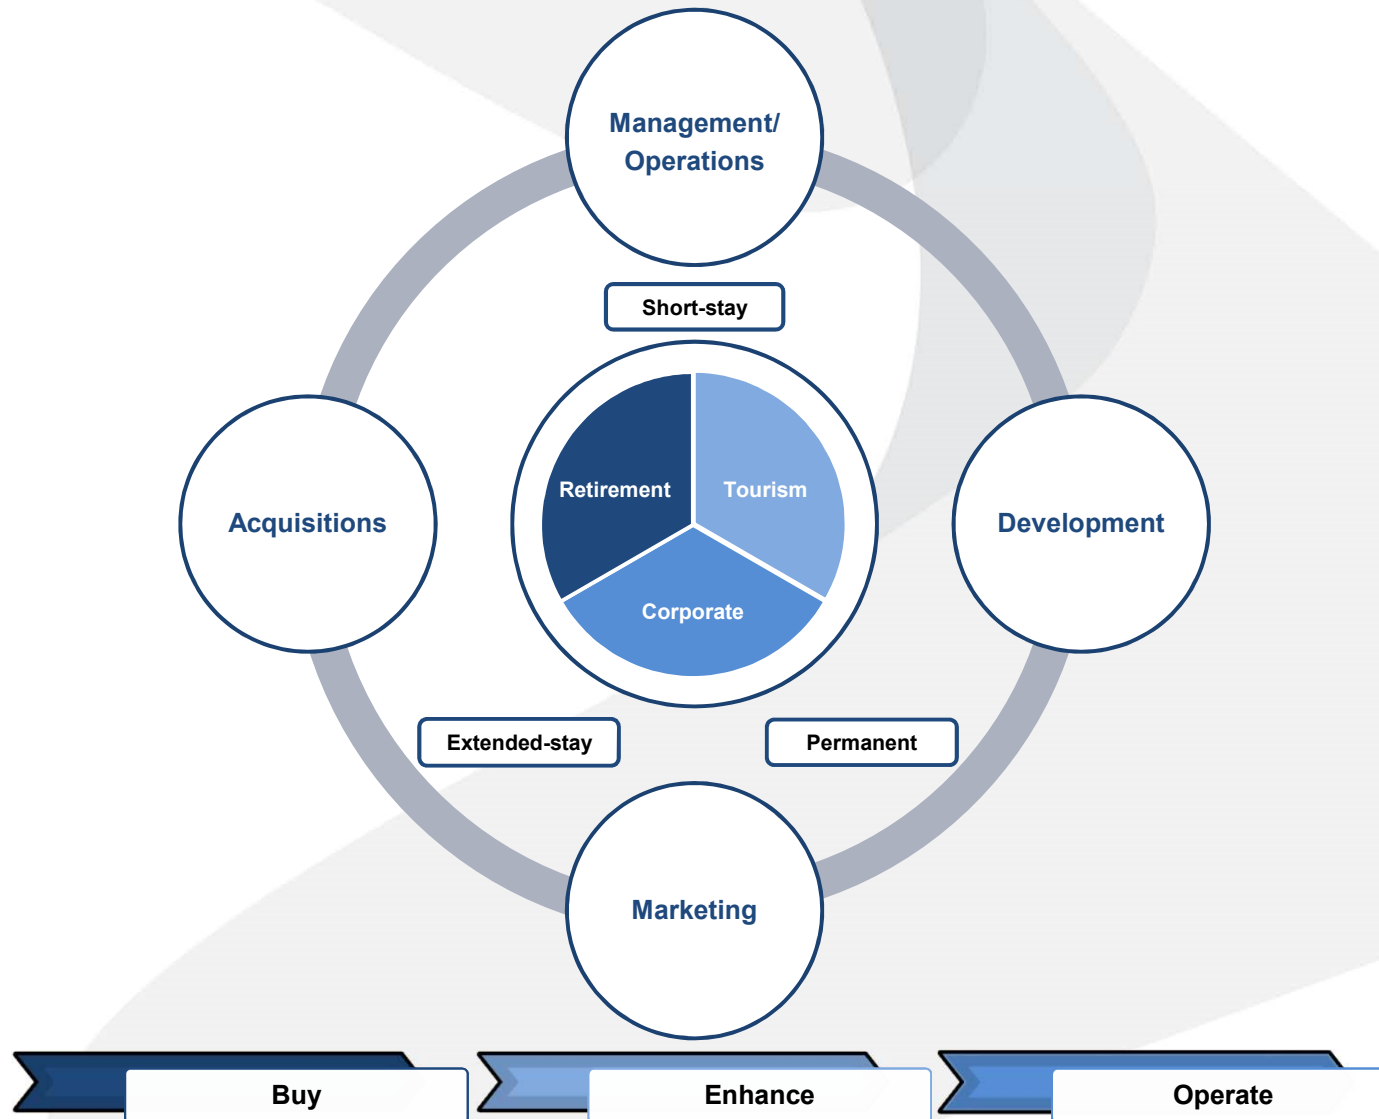 Management/
Operations
Short-stay
Retirement
Tourism
Acquisitions
Development
Corporate
Extended-stay
Permanent
Marketing
Buy
Enhance
Operate